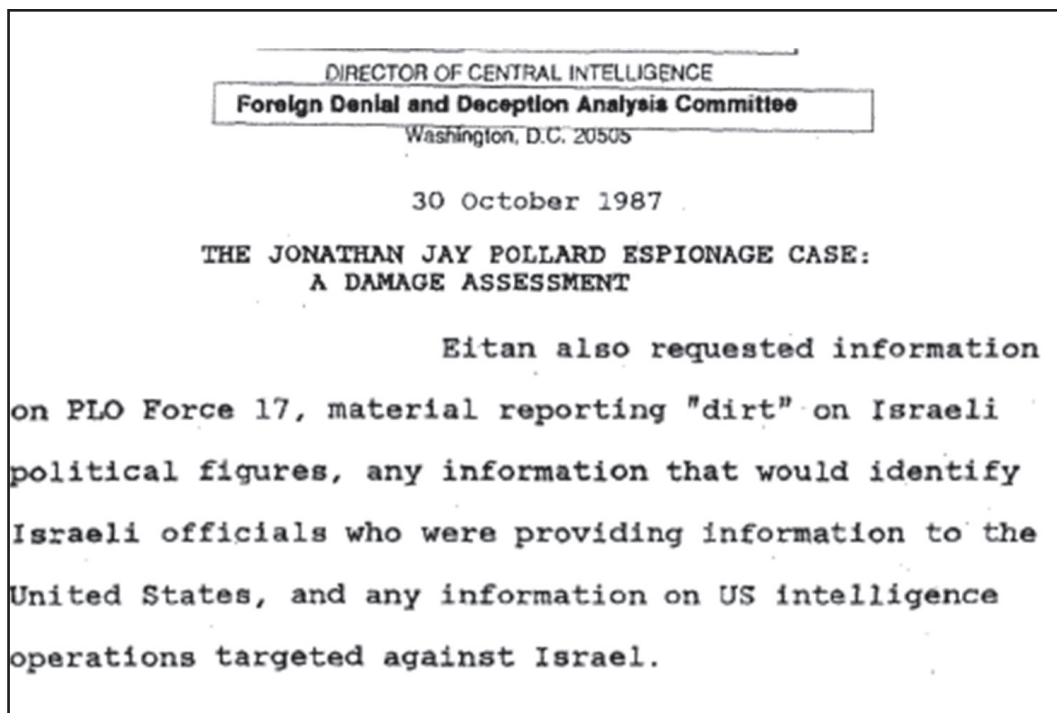 DIRECTOR OF CENTRAL INTELLIGENCE
Foreign Denial and Deception Analysis Committee
Washington, D.C. 20505
30 October 1987
THE JONATHAN JAY POLLARD ESPIONAGE CASE:
A DAMAGE ASSESSMENT
Eitan also requested information
on PLO Force 17, material reporting "dirt" on Israeli
political figures, any information that would identify
Israeli officials who were providing information to the
United States, and any information on US intelligence
operations targeted against Israel.